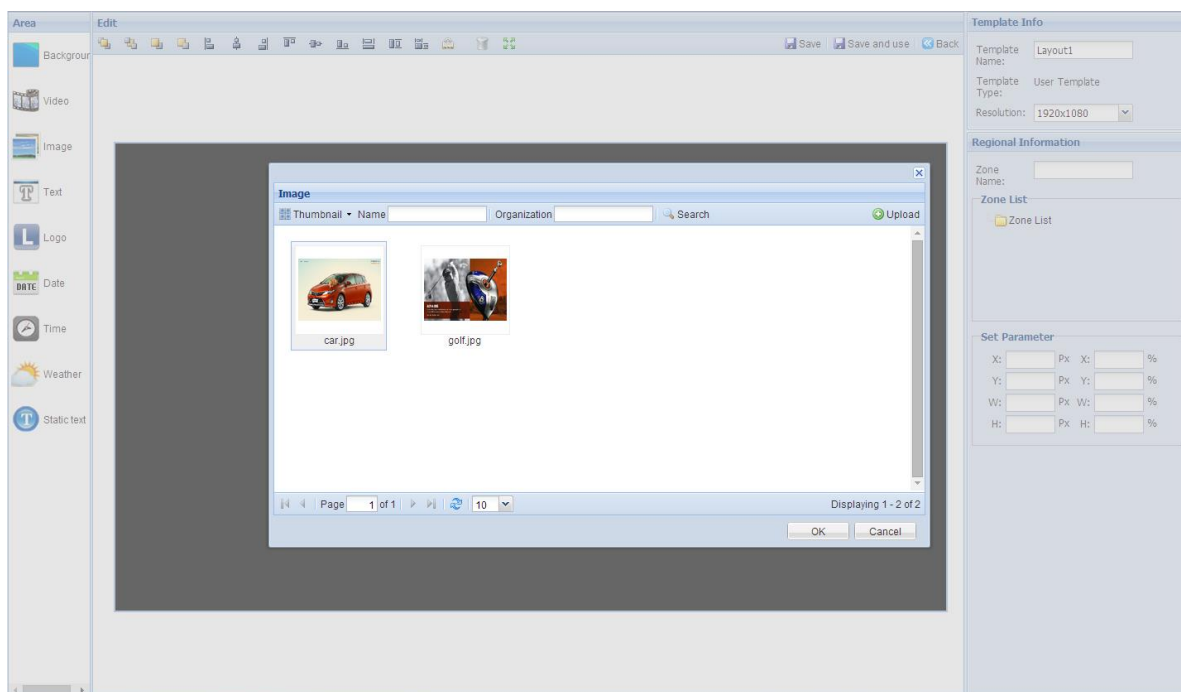 Area
Edit
Template Info
Save
Save and use
Back
Backgrour
Video
Image
Text
L
Logo
DATE
Date
Time
Weather
T
Static text
Template
Name:
Layout1
Template
Type:
User Template
Resolution:
1920x1080
Regional Information
Zone
Name:
Zone List
Zone List
Set Parameter
X: Px X: %
Y: Px Y: %
W: Px W: %
H: Px H: %
Image
Thumbnail Name Organization Search Upload
car.jpg
golf.jpg
Page 1 of 1 10 Displaying 1 - 2 of 2
OK Cancel